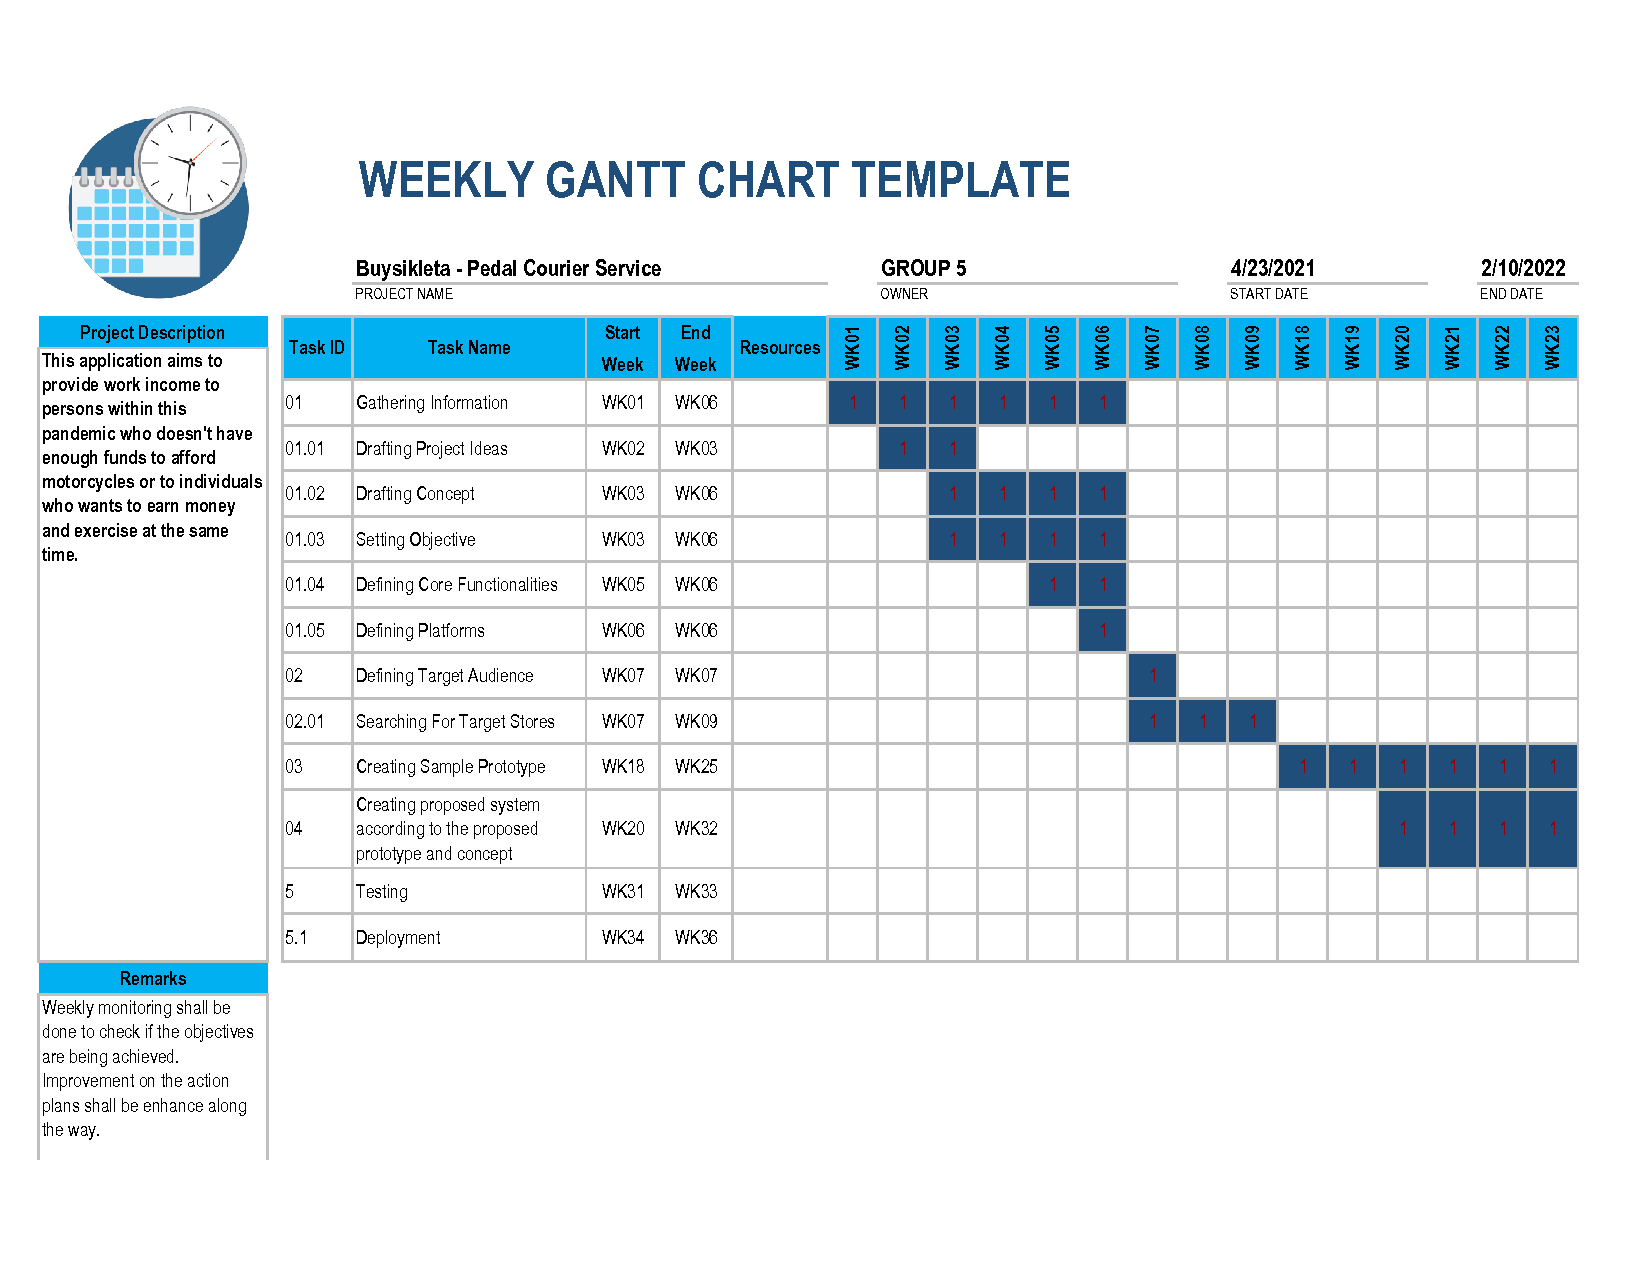 WEEKLY GANTT CHART TEMPLATE
Buysikleta - Pedal Courier Service GROUP 5 4/23/2021 2/10/2022
PROJECT NAME OWNER START DATE END DATE
Project Description
This application aims to
provide work income to
persons within this
pandemic who doesn't have
enough funds to afford
motorcycles or to individuals
who wants to earn money
and exercise at the same
time.
Task ID Task Name Start Week End Week Resources WK01 WK02 WK03 WK04 WK05 WK06 WK07 WK08 WK09 WK18 WK19 WK20 WK21 WK22 WK23
01 Gathering Information WK01 WK06 1 1 1 1 1 1
01.01 Drafting Project Ideas WK02 WK03 1 1
01.02 Drafting Concept WK03 WK06 1 1 1 1
01.03 Setting Objective WK03 WK06 1 1 1 1
01.04 Defining Core Functionalities WK05 WK06 1 1
01.05 Defining Platforms WK06 WK06 1
02 Defining Target Audience WK07 WK07 1
02.01 Searching For Target Stores WK07 WK09 1 1 1
03 Creating Sample Prototype WK18 WK25 1 1 1 1 1 1
Creating proposed system
04 according to the proposed WK20 WK32 1 1 1 1
prototype and concept
5 Testing WK31 WK33
5.1 Deployment WK34 WK36
Remarks
Weekly monitoring shall be
done to check if the objectives
are being achieved.
Improvement on the action
plans shall be enhance along
the way.